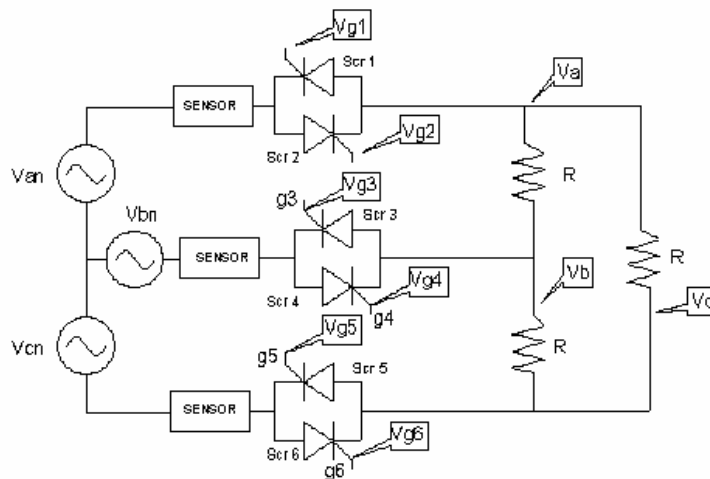 Vg1
Scr 1
Va
SENSOR
Scr 2
Vg2
Van
R
Vbn
g3
Vg3
Scr 3
SENSOR
Vb
R
Scr 4
Vg4
g4
Vcn
g5
Vg5
Scr 5
R
SENSOR
Scr 6
g6
Vg6